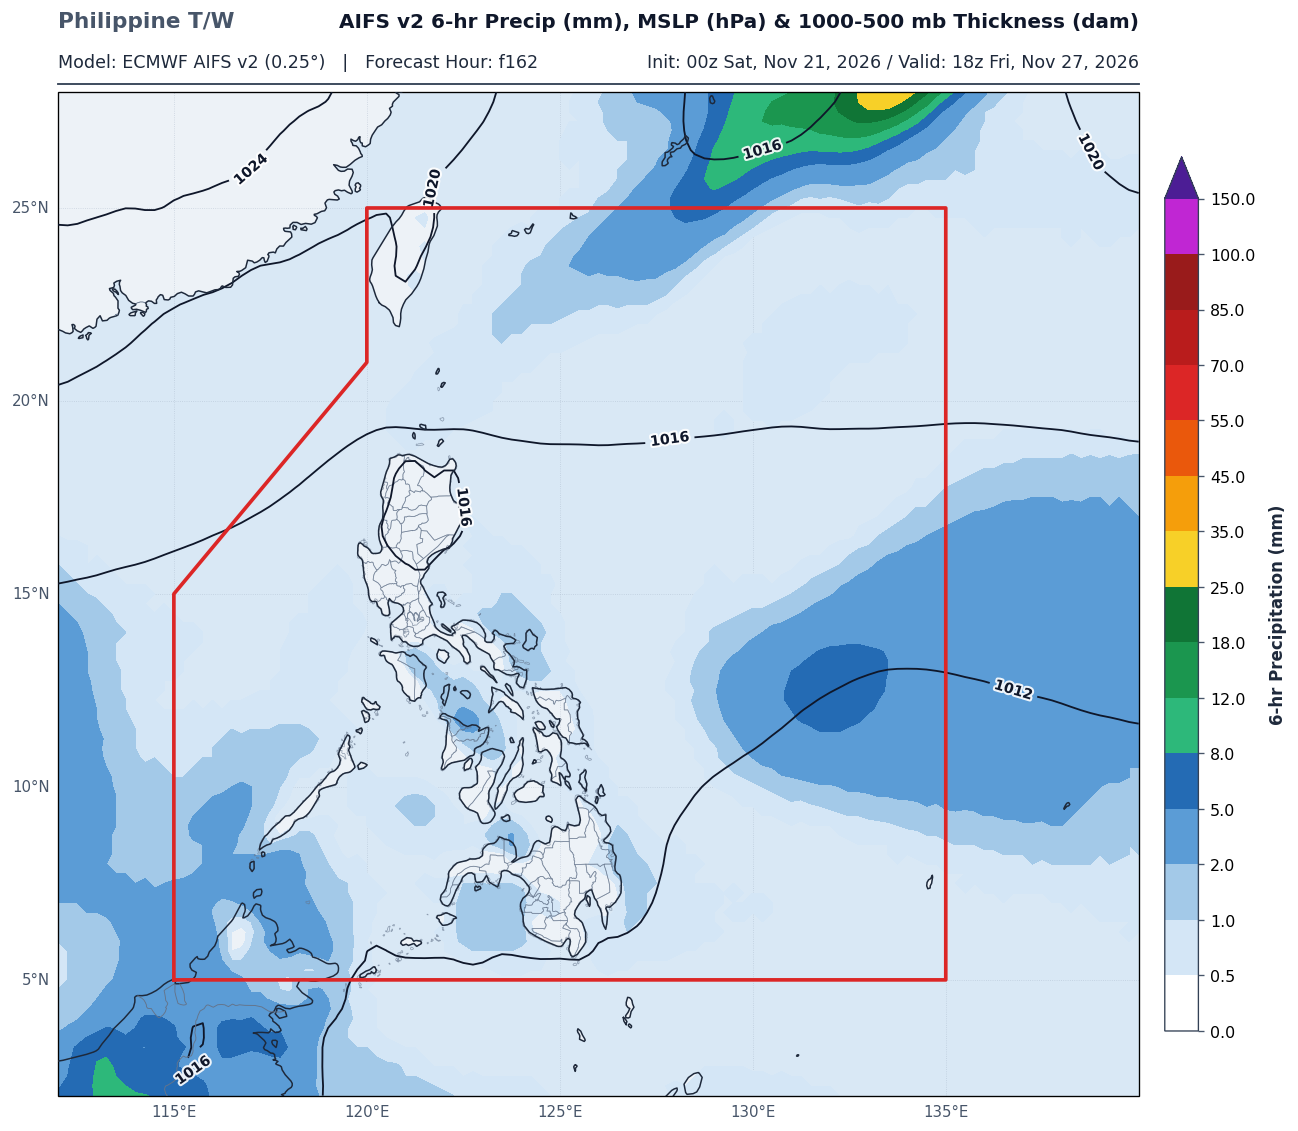 Philippine T/W
AIFS v2 6-hr Precip (mm), MSLP (hPa) & 1000-500 mb Thickness (dam)
Model: ECMWF AIFS v2 (0.25°) | Forecast Hour: f162
Init: 00z Sat, Nov 21, 2026 / Valid: 18z Fri, Nov 27, 2026
1024
1020
1016
1020
1016
1016
1012
1016
25°N
20°N
15°N
10°N
5°N
115°E
120°E
125°E
130°E
135°E
150.0
100.0
85.0
70.0
55.0
45.0
35.0
25.0
18.0
12.0
8.0
5.0
2.0
1.0
0.5
0.0
6-hr Precipitation (mm)